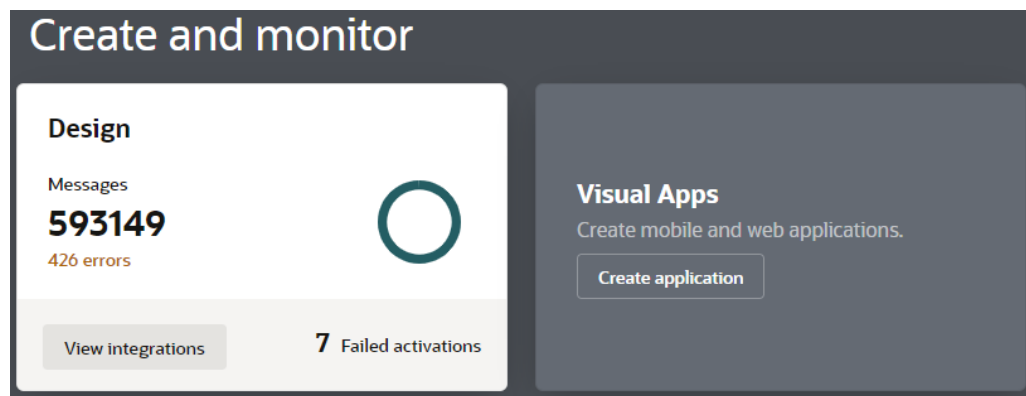 Create and monitor
Design
Messages
593149
426 errors
View integrations
7 Failed activations
Visual Apps
Create mobile and web applications.
Create application